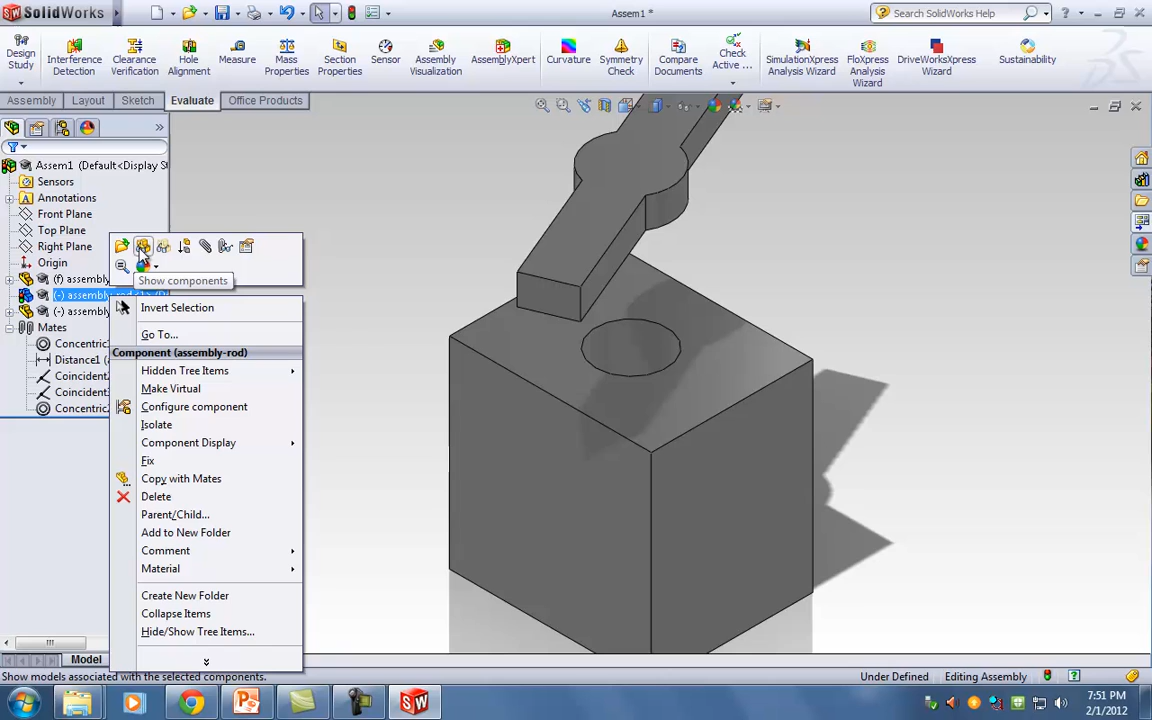 SolidWorks
Assem1 *
Search SolidWorks Help
Design Study
Interference Detection
Clearance Verification
Hole Alignment
Measure
Mass Properties
Section Properties
Sensor
Assembly Visualization
AssemblyXpert
Curvature
Symmetry Check
Compare Documents
Check Active ...
SimulationXpress Analysis Wizard
FloXpress Analysis Wizard
DriveWorksXpress Wizard
Sustainability
Assembly
Layout
Sketch
Evaluate
Office Products
Assem1 (Default<Display S
Sensors
Annotations
Front Plane
Top Plane
Right Plane
Origin
(f) assembly
(-) assembly-rod<1> (D
(-) assembly
Mates
Concentric
Distance1 (
Coincident2
Coincident3
Concentric2
Show components
Invert Selection
Go To...
Component (assembly-rod)
Hidden Tree Items
Make Virtual
Configure component
Isolate
Component Display
Fix
Copy with Mates
Delete
Parent/Child...
Add to New Folder
Comment
Material
Create New Folder
Collapse Items
Hide/Show Tree Items...
Model
Show models associated with the selected components.
Under Defined
Editing Assembly
7:51 PM
2/1/2012